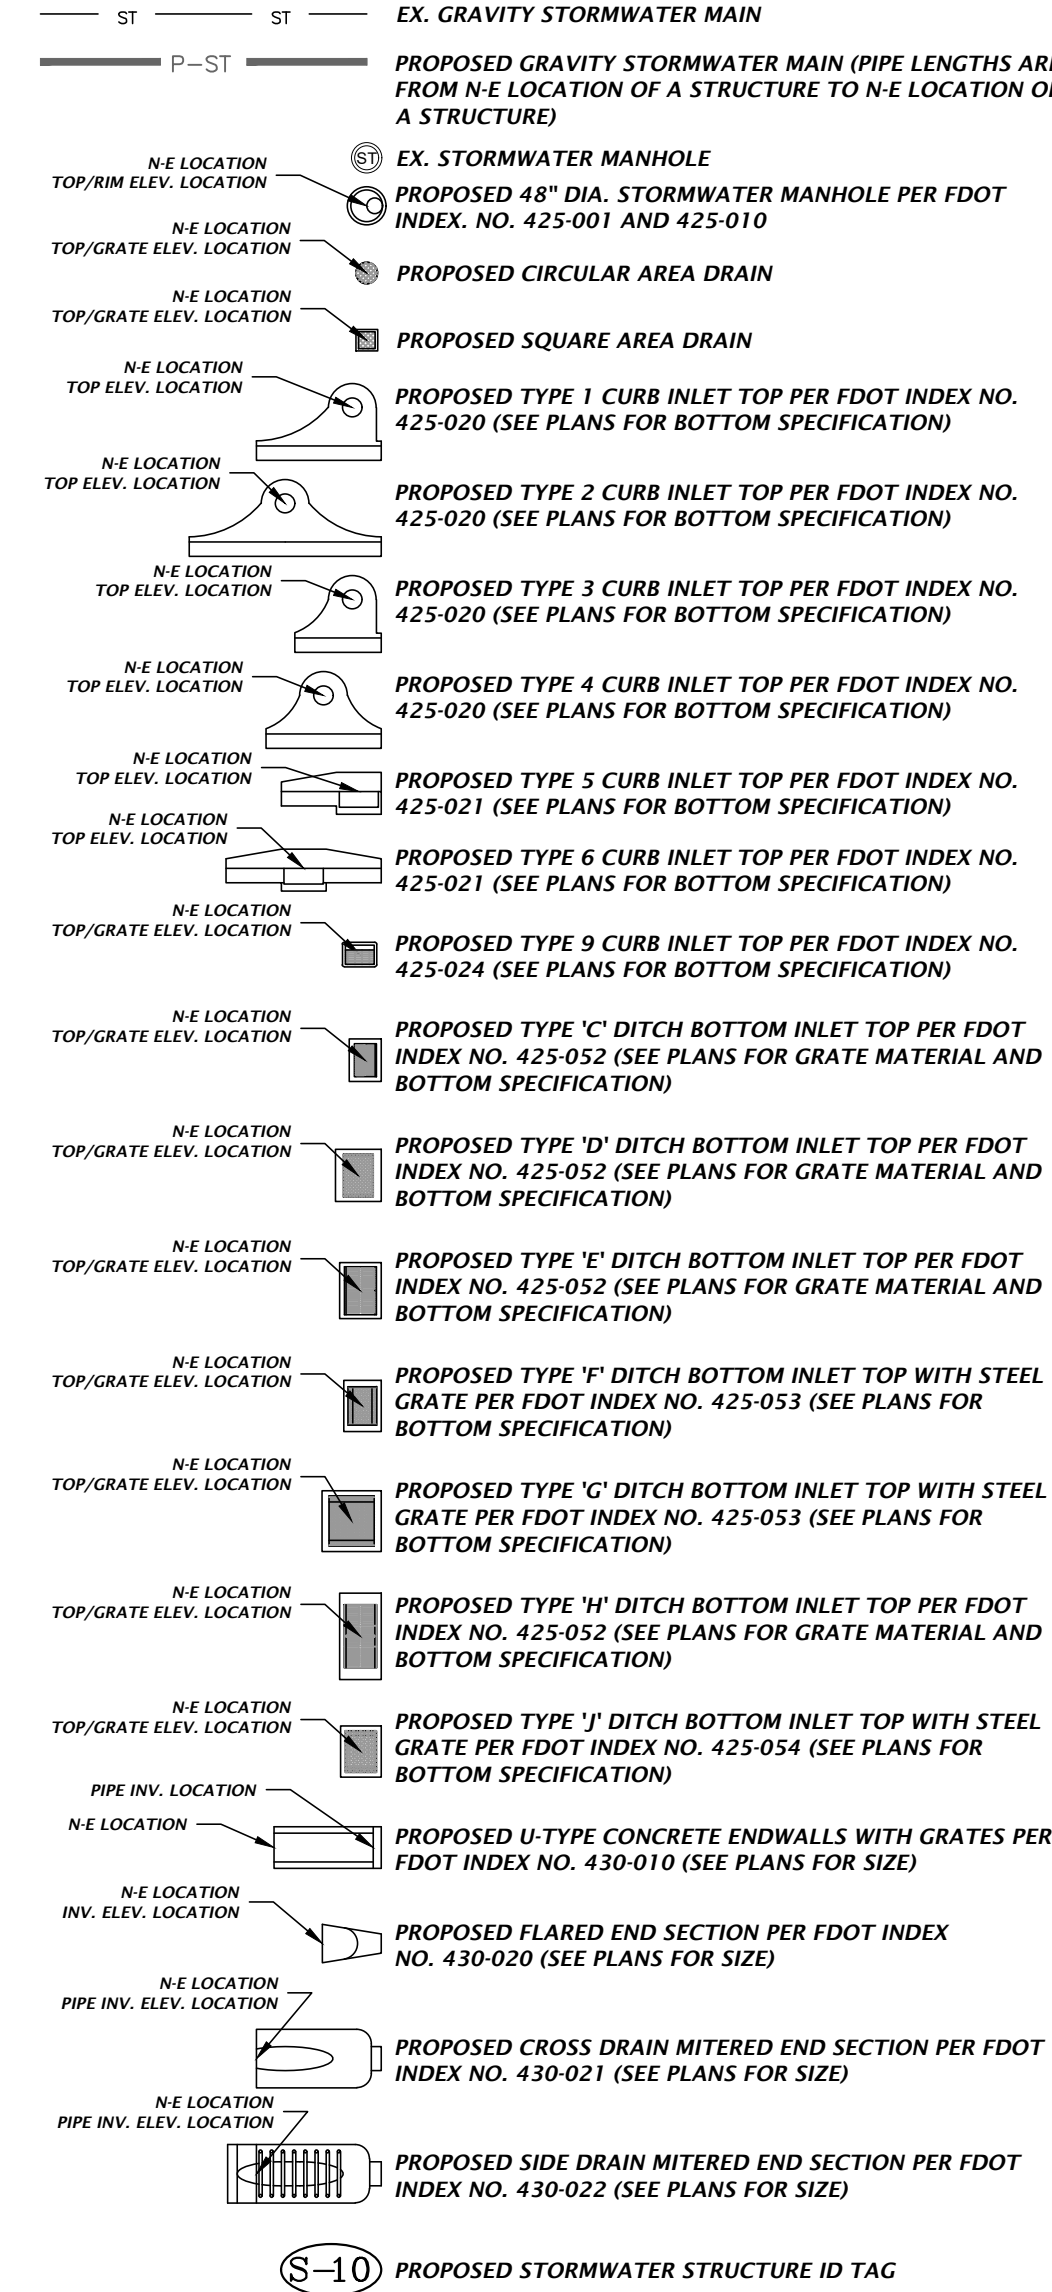 ST ST EX. GRAVITY STORMWATER MAIN
P-ST PROPOSED GRAVITY STORMWATER MAIN (PIPE LENGTHS ARE
FROM N-E LOCATION OF A STRUCTURE TO N-E LOCATION OF
A STRUCTURE)
ST EX. STORMWATER MANHOLE
N-E LOCATION
TOP/RIM ELEV. LOCATION
PROPOSED 48" DIA. STORMWATER MANHOLE PER FDOT
INDEX. NO. 425-001 AND 425-010
N-E LOCATION
TOP/GRATE ELEV. LOCATION
PROPOSED CIRCULAR AREA DRAIN
N-E LOCATION
TOP/GRATE ELEV. LOCATION
PROPOSED SQUARE AREA DRAIN
N-E LOCATION
TOP ELEV. LOCATION
PROPOSED TYPE 1 CURB INLET TOP PER FDOT INDEX NO.
425-020 (SEE PLANS FOR BOTTOM SPECIFICATION)
N-E LOCATION
TOP ELEV. LOCATION
PROPOSED TYPE 2 CURB INLET TOP PER FDOT INDEX NO.
425-020 (SEE PLANS FOR BOTTOM SPECIFICATION)
N-E LOCATION
TOP ELEV. LOCATION
PROPOSED TYPE 3 CURB INLET TOP PER FDOT INDEX NO.
425-020 (SEE PLANS FOR BOTTOM SPECIFICATION)
N-E LOCATION
TOP ELEV. LOCATION
PROPOSED TYPE 4 CURB INLET TOP PER FDOT INDEX NO.
425-020 (SEE PLANS FOR BOTTOM SPECIFICATION)
N-E LOCATION
TOP ELEV. LOCATION
PROPOSED TYPE 5 CURB INLET TOP PER FDOT INDEX NO.
425-021 (SEE PLANS FOR BOTTOM SPECIFICATION)
N-E LOCATION
TOP ELEV. LOCATION
PROPOSED TYPE 6 CURB INLET TOP PER FDOT INDEX NO.
425-021 (SEE PLANS FOR BOTTOM SPECIFICATION)
N-E LOCATION
TOP/GRATE ELEV. LOCATION
PROPOSED TYPE 9 CURB INLET TOP PER FDOT INDEX NO.
425-024 (SEE PLANS FOR BOTTOM SPECIFICATION)
N-E LOCATION
TOP/GRATE ELEV. LOCATION
PROPOSED TYPE 'C' DITCH BOTTOM INLET TOP PER FDOT
INDEX NO. 425-052 (SEE PLANS FOR GRATE MATERIAL AND
BOTTOM SPECIFICATION)
N-E LOCATION
TOP/GRATE ELEV. LOCATION
PROPOSED TYPE 'D' DITCH BOTTOM INLET TOP PER FDOT
INDEX NO. 425-052 (SEE PLANS FOR GRATE MATERIAL AND
BOTTOM SPECIFICATION)
N-E LOCATION
TOP/GRATE ELEV. LOCATION
PROPOSED TYPE 'E' DITCH BOTTOM INLET TOP PER FDOT
INDEX NO. 425-052 (SEE PLANS FOR GRATE MATERIAL AND
BOTTOM SPECIFICATION)
N-E LOCATION
TOP/GRATE ELEV. LOCATION
PROPOSED TYPE 'F' DITCH BOTTOM INLET TOP WITH STEEL
GRATE PER FDOT INDEX NO. 425-053 (SEE PLANS FOR
BOTTOM SPECIFICATION)
N-E LOCATION
TOP/GRATE ELEV. LOCATION
PROPOSED TYPE 'G' DITCH BOTTOM INLET TOP WITH STEEL
GRATE PER FDOT INDEX NO. 425-053 (SEE PLANS FOR
BOTTOM SPECIFICATION)
N-E LOCATION
TOP/GRATE ELEV. LOCATION
PROPOSED TYPE 'H' DITCH BOTTOM INLET TOP PER FDOT
INDEX NO. 425-052 (SEE PLANS FOR GRATE MATERIAL AND
BOTTOM SPECIFICATION)
N-E LOCATION
TOP/GRATE ELEV. LOCATION
PROPOSED TYPE 'J' DITCH BOTTOM INLET TOP WITH STEEL
GRATE PER FDOT INDEX NO. 425-054 (SEE PLANS FOR
BOTTOM SPECIFICATION)
PIPE INV. LOCATION
N-E LOCATION
PROPOSED U-TYPE CONCRETE ENDWALLS WITH GRATES PER
FDOT INDEX NO. 430-010 (SEE PLANS FOR SIZE)
N-E LOCATION
INV. ELEV. LOCATION
PROPOSED FLARED END SECTION PER FDOT INDEX
NO. 430-020 (SEE PLANS FOR SIZE)
N-E LOCATION
PIPE INV. ELEV. LOCATION
PROPOSED CROSS DRAIN MITERED END SECTION PER FDOT
INDEX NO. 430-021 (SEE PLANS FOR SIZE)
N-E LOCATION
PIPE INV. ELEV. LOCATION
PROPOSED SIDE DRAIN MITERED END SECTION PER FDOT
INDEX NO. 430-022 (SEE PLANS FOR SIZE)
S-10 PROPOSED STORMWATER STRUCTURE ID TAG